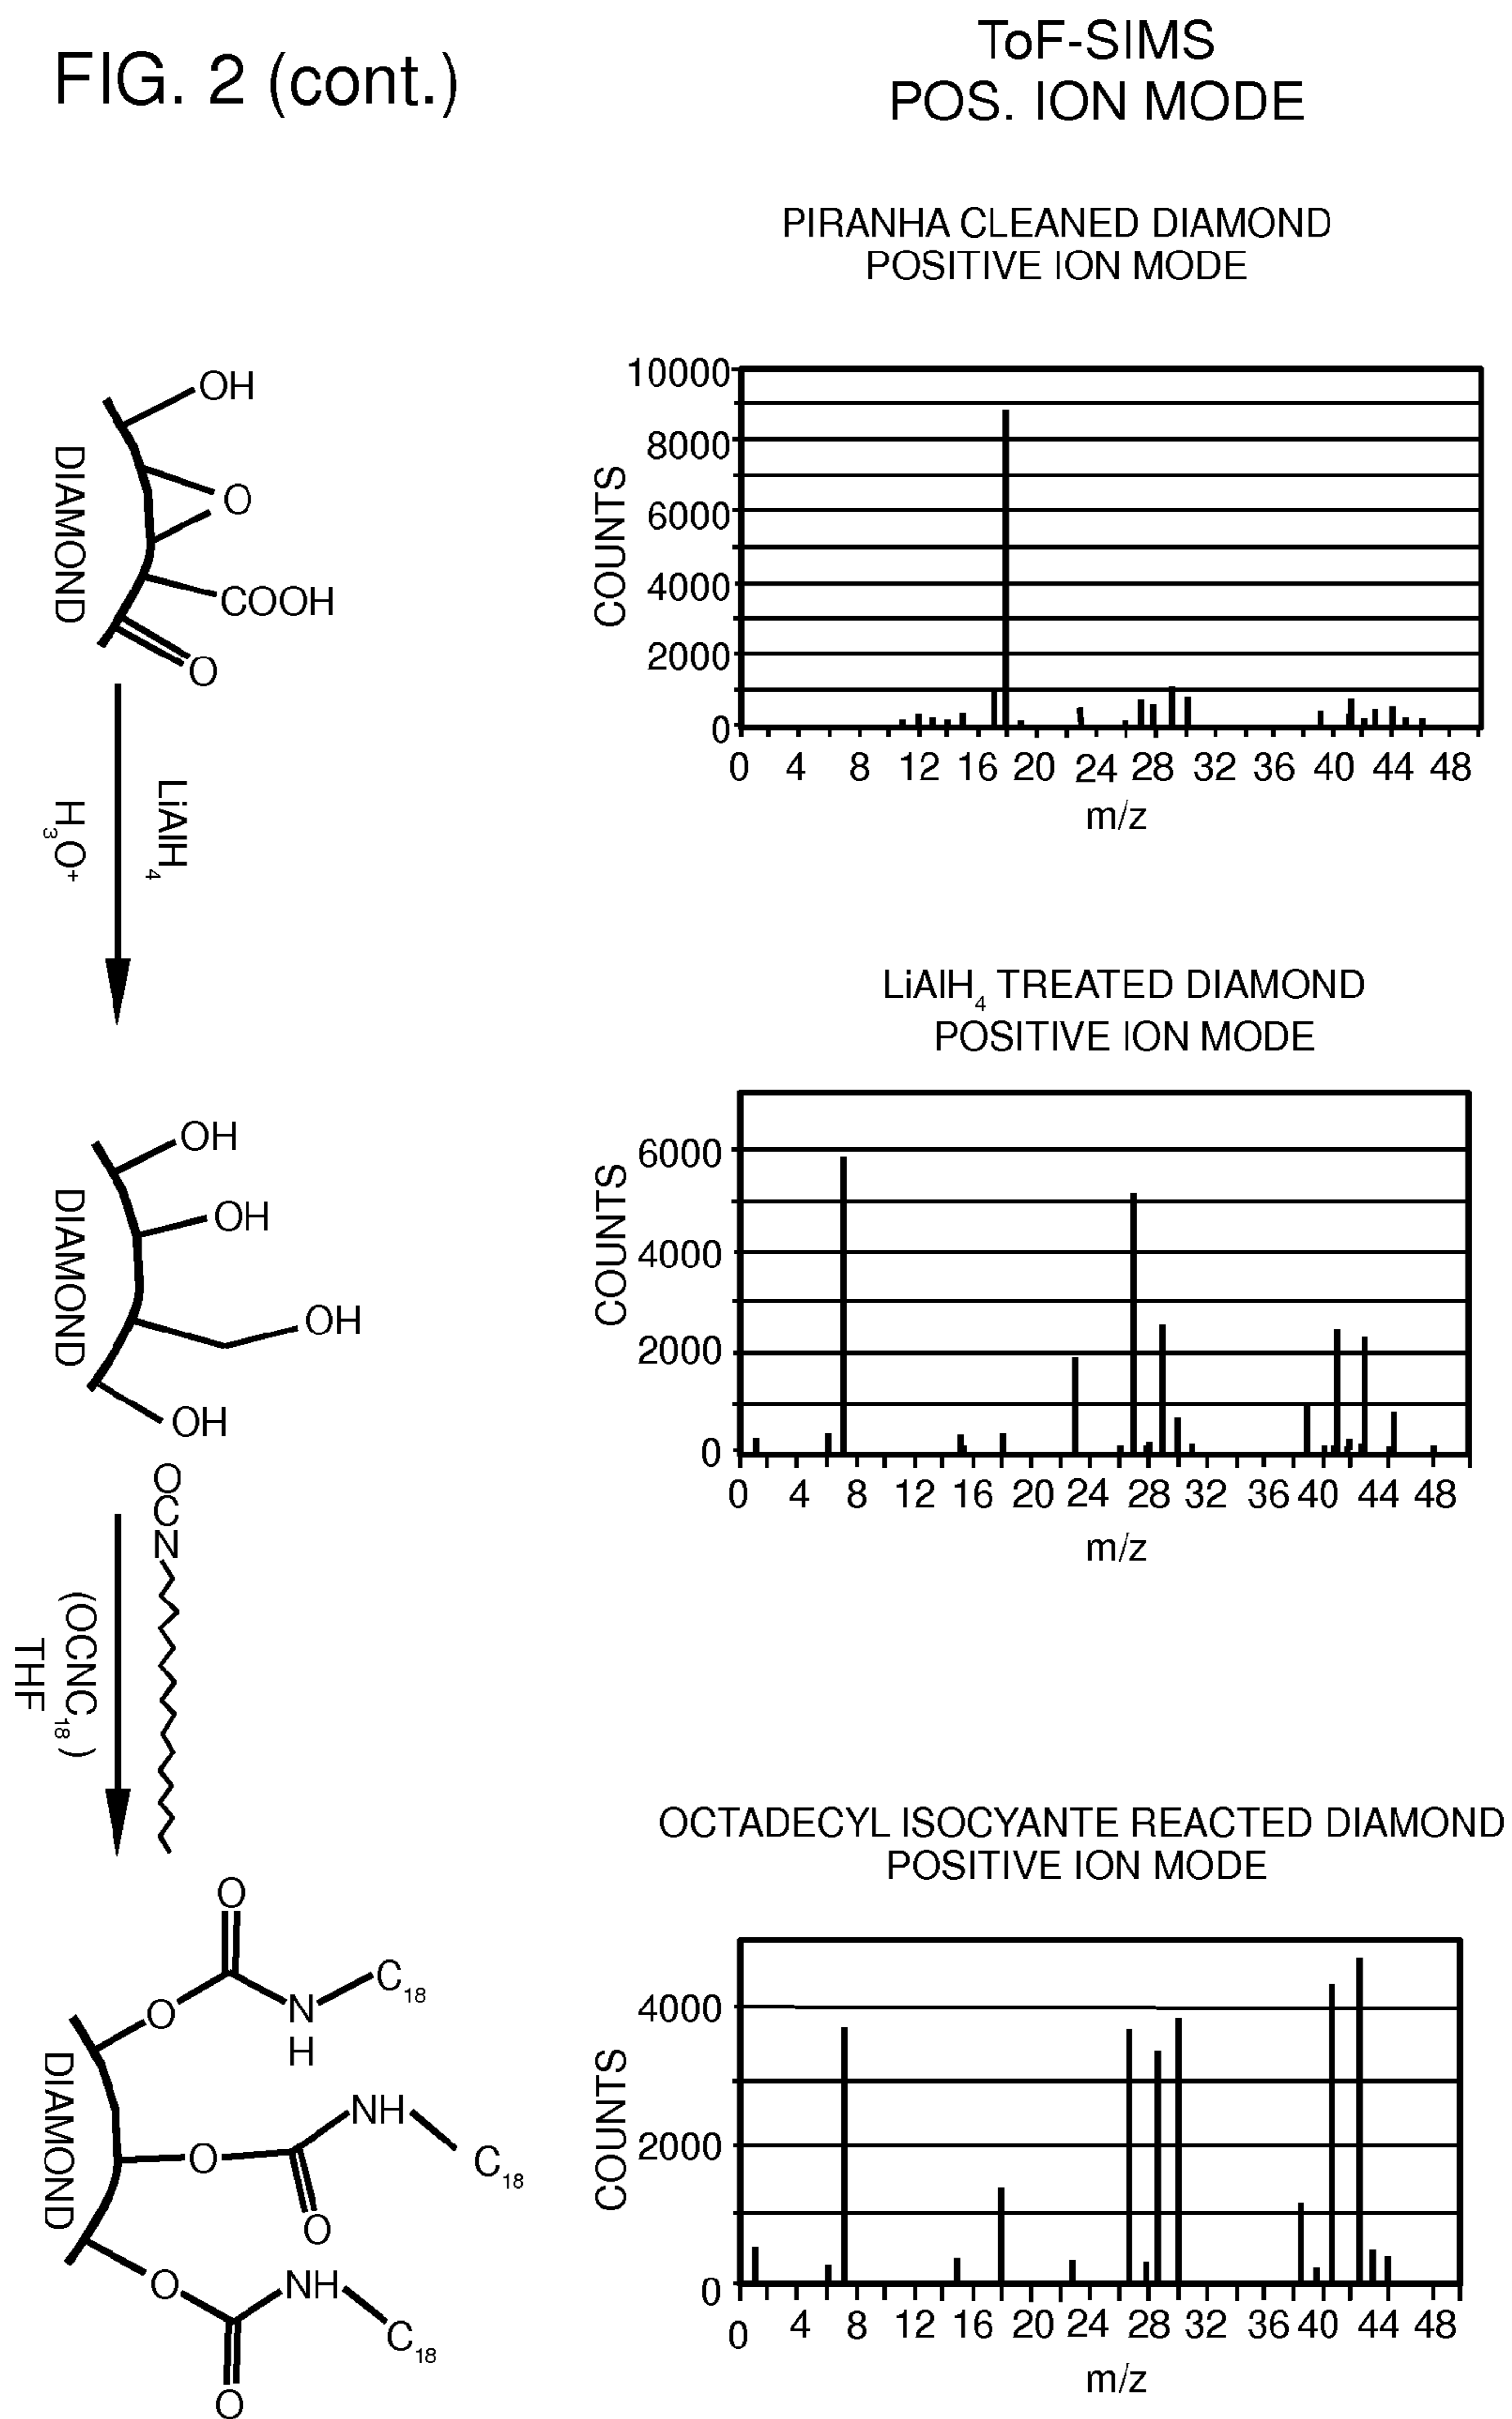 FIG. 2 (cont.)
ToF-SIMS
POS. ION MODE
PIRANHA CLEANED DIAMOND
POSITIVE ION MODE
OH
O
COOH
O
DIAMOND
10000
8000
6000
4000
2000
0
COUNTS
0 4 8 12 16 20 24 28 32 36 40 44 48
m/z
LiAlH4
H3O+
LiAlH4 TREATED DIAMOND
POSITIVE ION MODE
OH
OH
OH
OH
DIAMOND
6000
4000
2000
0
COUNTS
0 4 8 12 16 20 24 28 32 36 40 44 48
m/z
OCN
(OCNC18)
THF
OCTADECYL ISOCYANTE REACTED DIAMOND
POSITIVE ION MODE
O
C18
O
N
H
NH
O
C18
O
O
NH
C18
O
DIAMOND
4000
2000
0
COUNTS
0 4 8 12 16 20 24 28 32 36 40 44 48
m/z